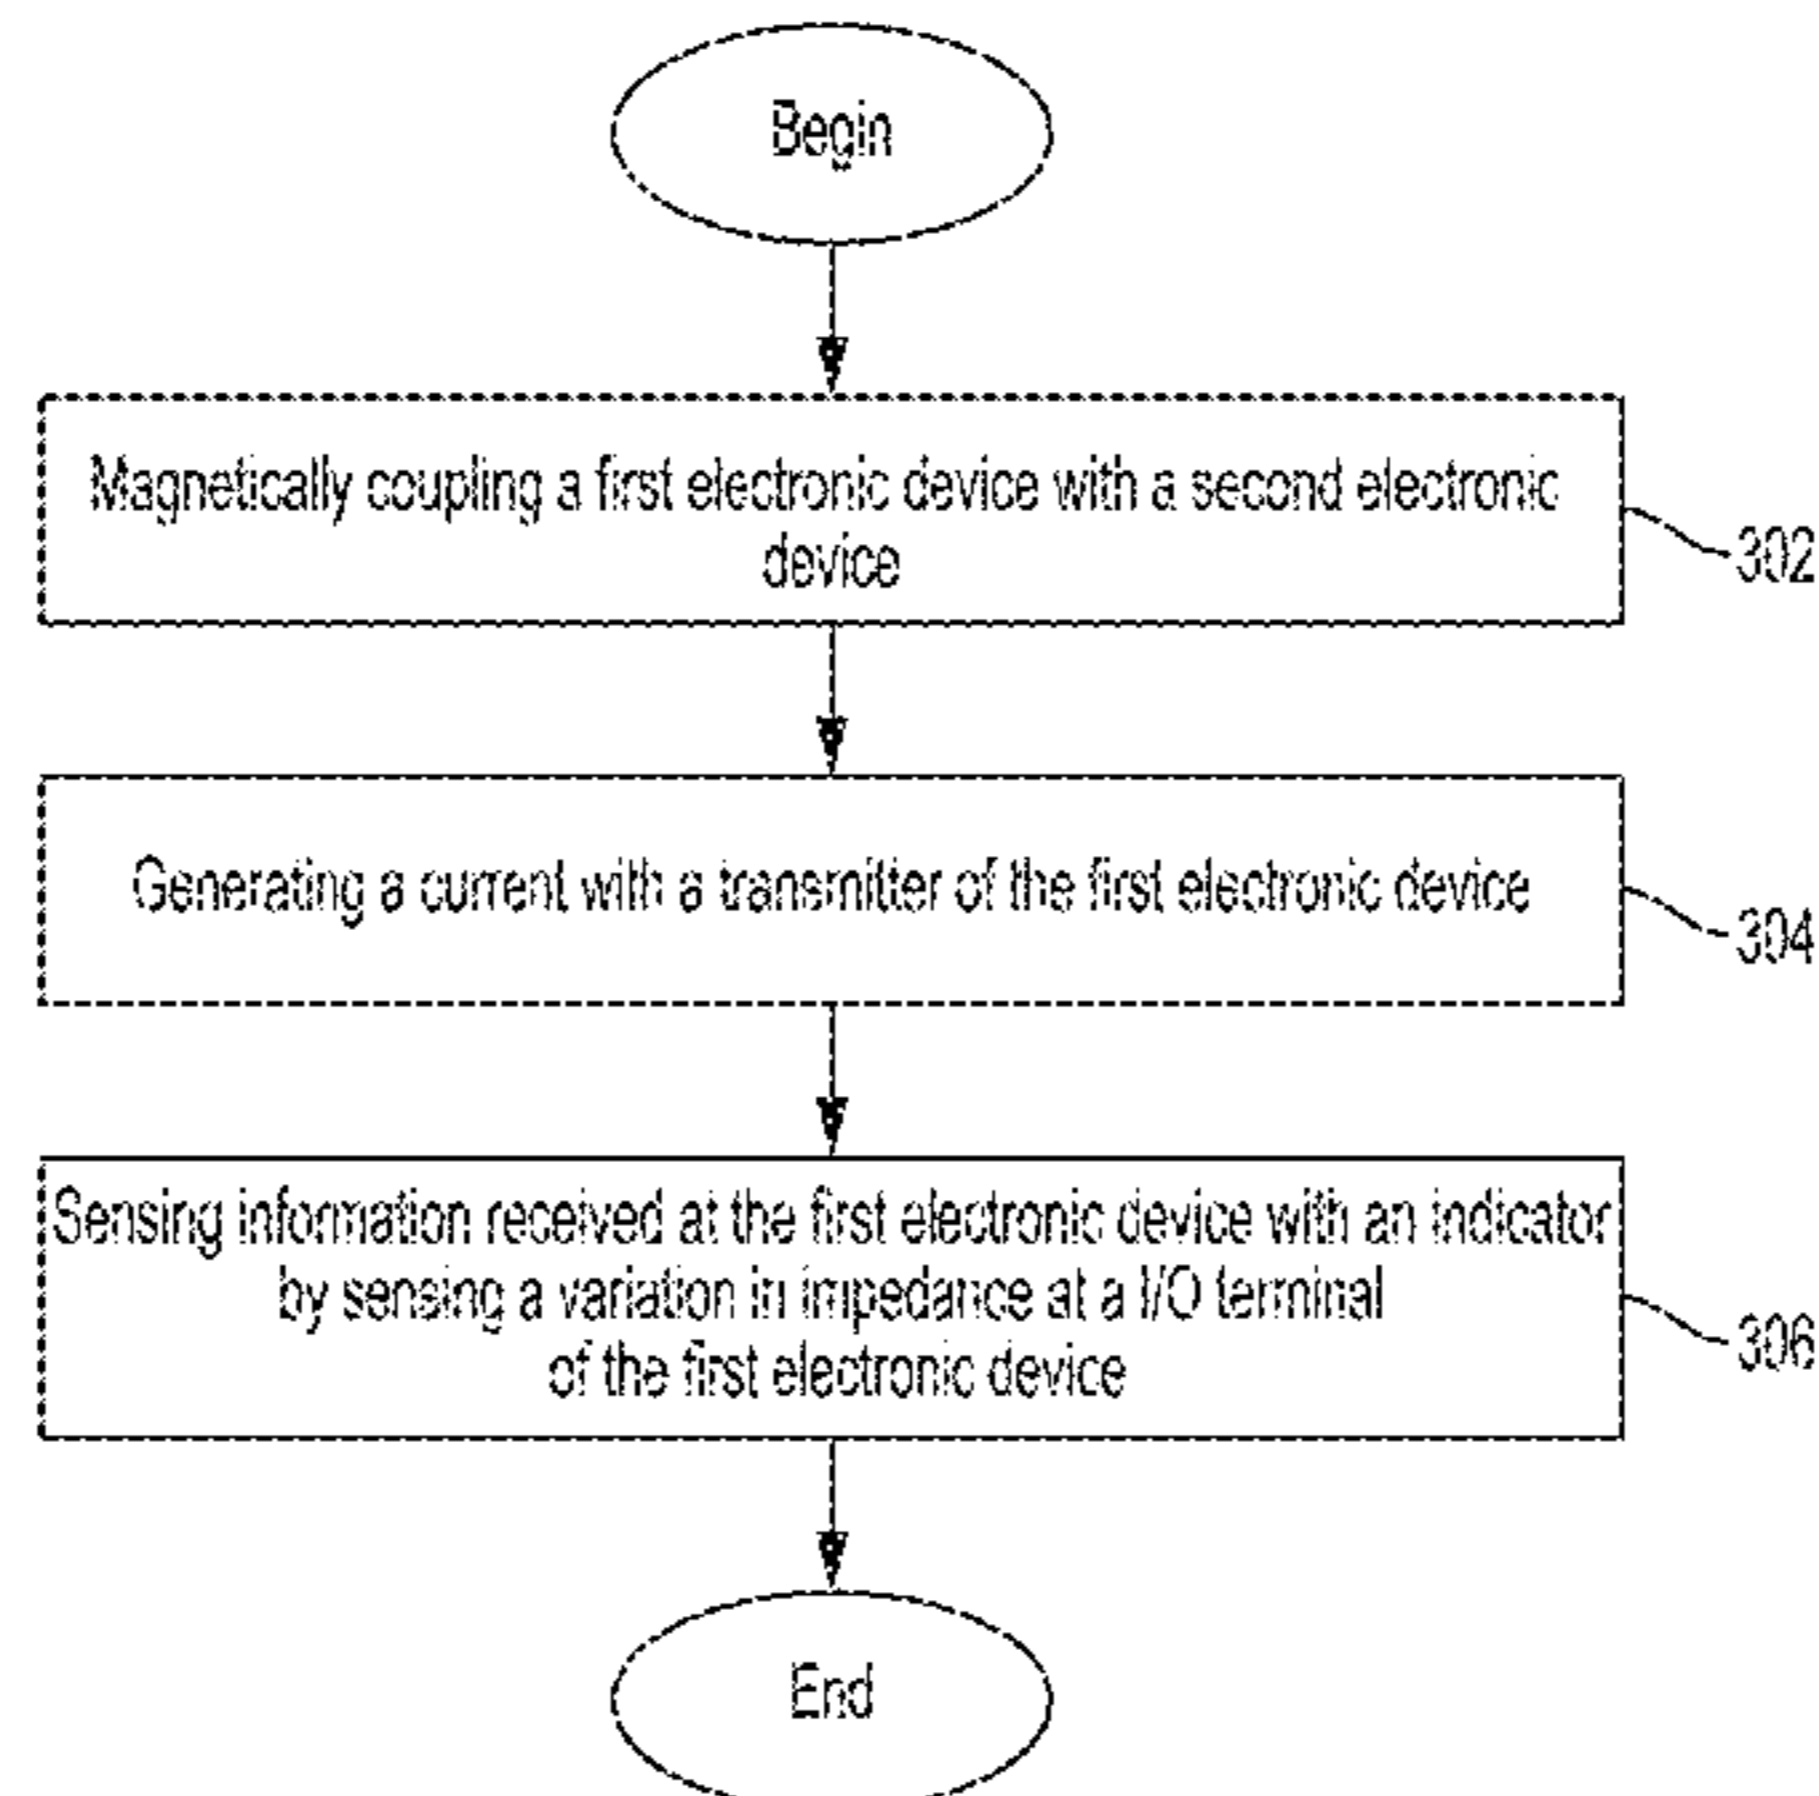 Begin
Magnetically coupling a first electronic device with a second electronic
device
302
Generating a current with a transmitter of the first electronic device
304
Sensing information received at the first electronic device with an indicator
by sensing a variation in impedance at a I/O terminal
of the first electronic device
306
End